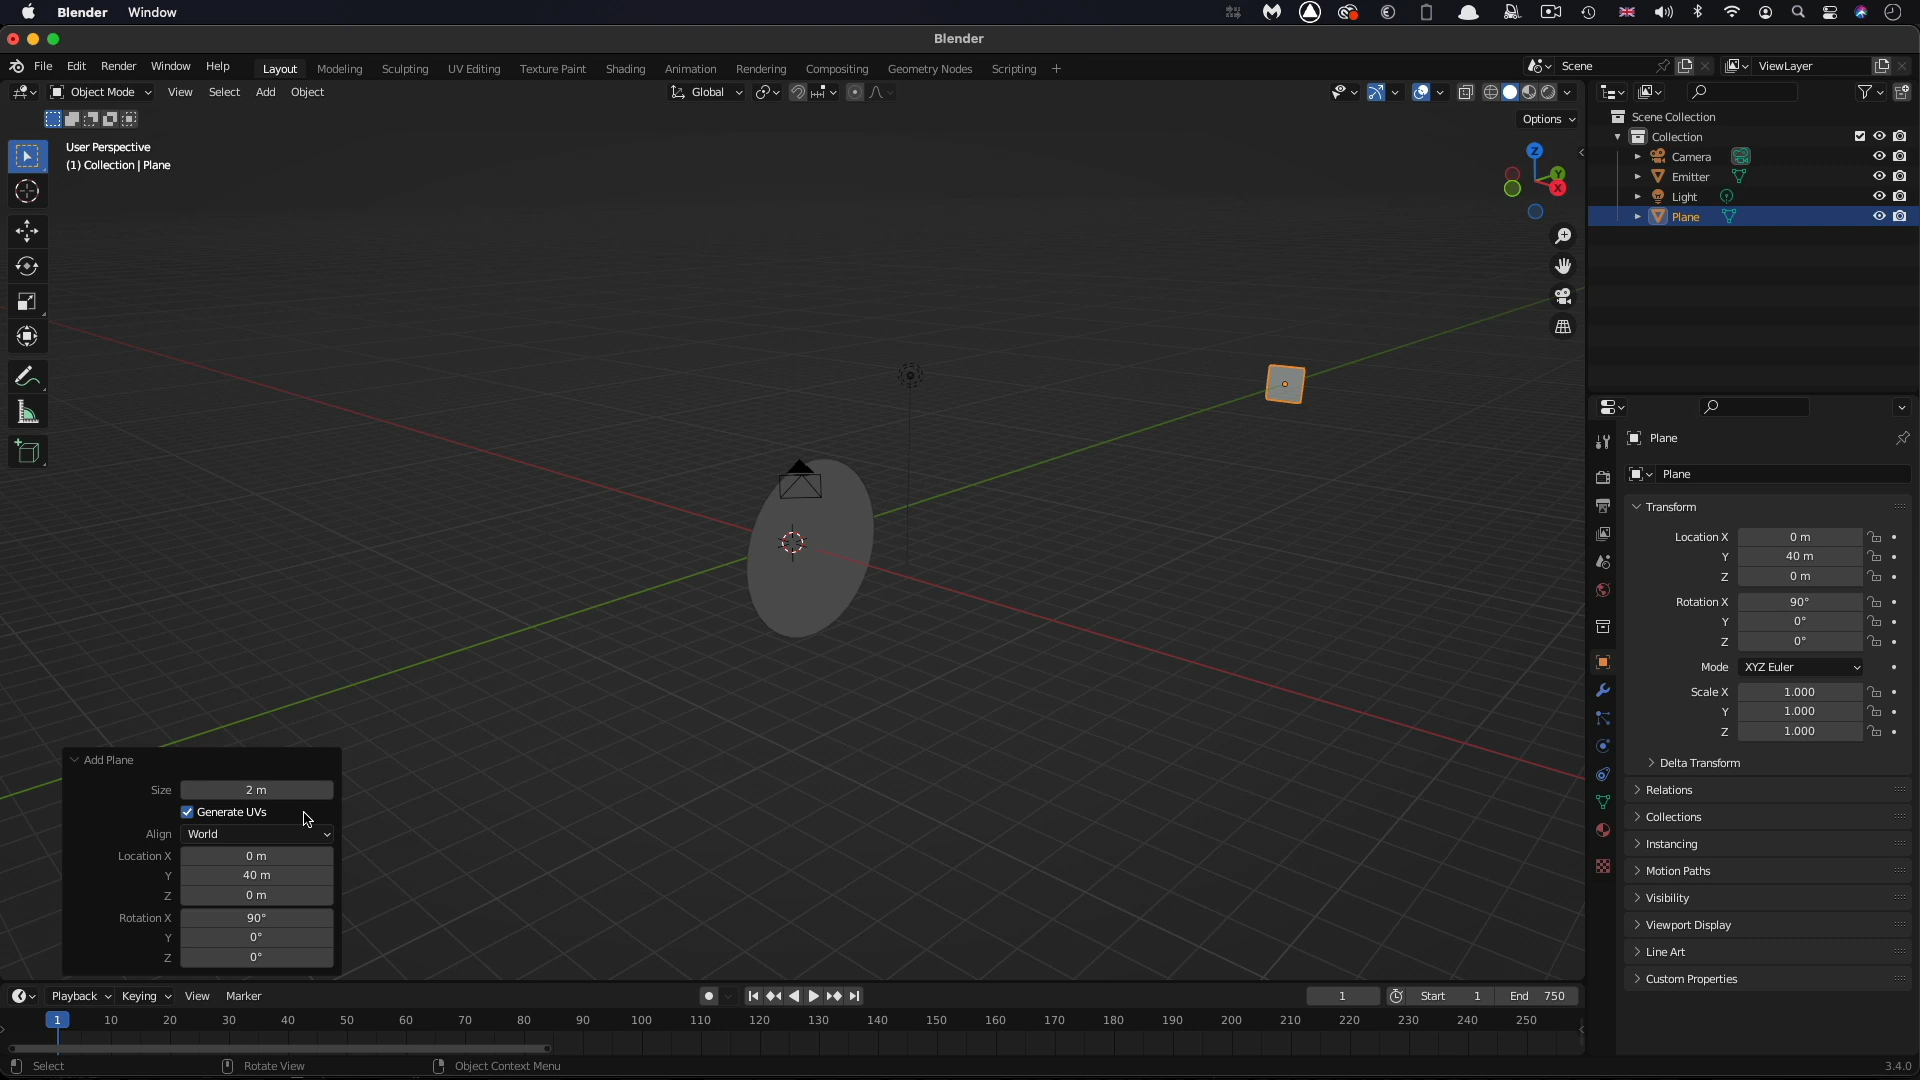 Blender Window
Blender
File Edit Render Window Help Layout Modeling Sculpting UV Editing Texture Paint Shading Animation Rendering Compositing Geometry Nodes Scripting + Scene ViewLayer
Object Mode View Select Add Object Global
Options
User Perspective
(1) Collection | Plane
Z
Y
X
Scene Collection
Collection
Camera
Emitter
Light
Plane
Plane
Plane
Transform
Location X 0 m
Y 40 m
Z 0 m
Rotation X 90°
Y 0°
Z 0°
Mode XYZ Euler
Scale X 1.000
Y 1.000
Z 1.000
Delta Transform
Relations
Collections
Instancing
Motion Paths
Visibility
Viewport Display
Line Art
Custom Properties
Add Plane
Size 2 m
Generate UVs
Align World
Location X 0 m
Y 40 m
Z 0 m
Rotation X 90°
Y 0°
Z 0°
Playback Keying View Marker 1 Start 1 End 750
1 10 20 30 40 50 60 70 80 90 100 110 120 130 140 150 160 170 180 190 200 210 220 230 240 250
Select Rotate View Object Context Menu 3.4.0